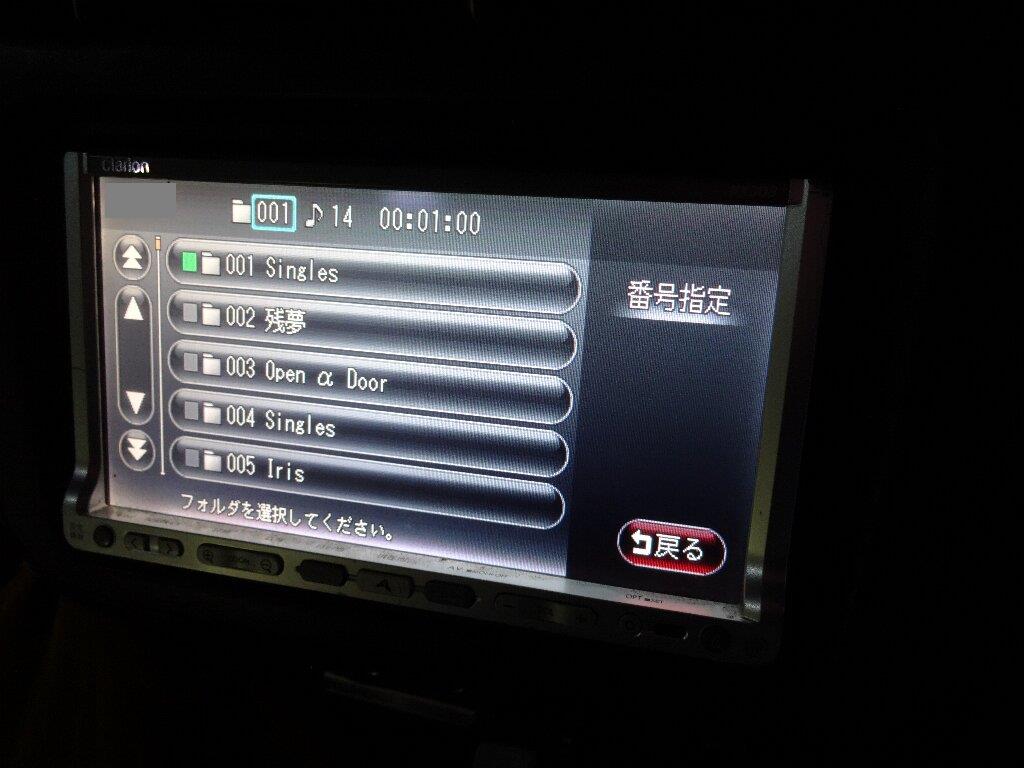 Clarion
001 ♪ 14 00:01:00
001 Singles
002 残夢
003 Open α Door
004 Singles
005 Iris
フォルダを選択してください。
番号指定
戻る